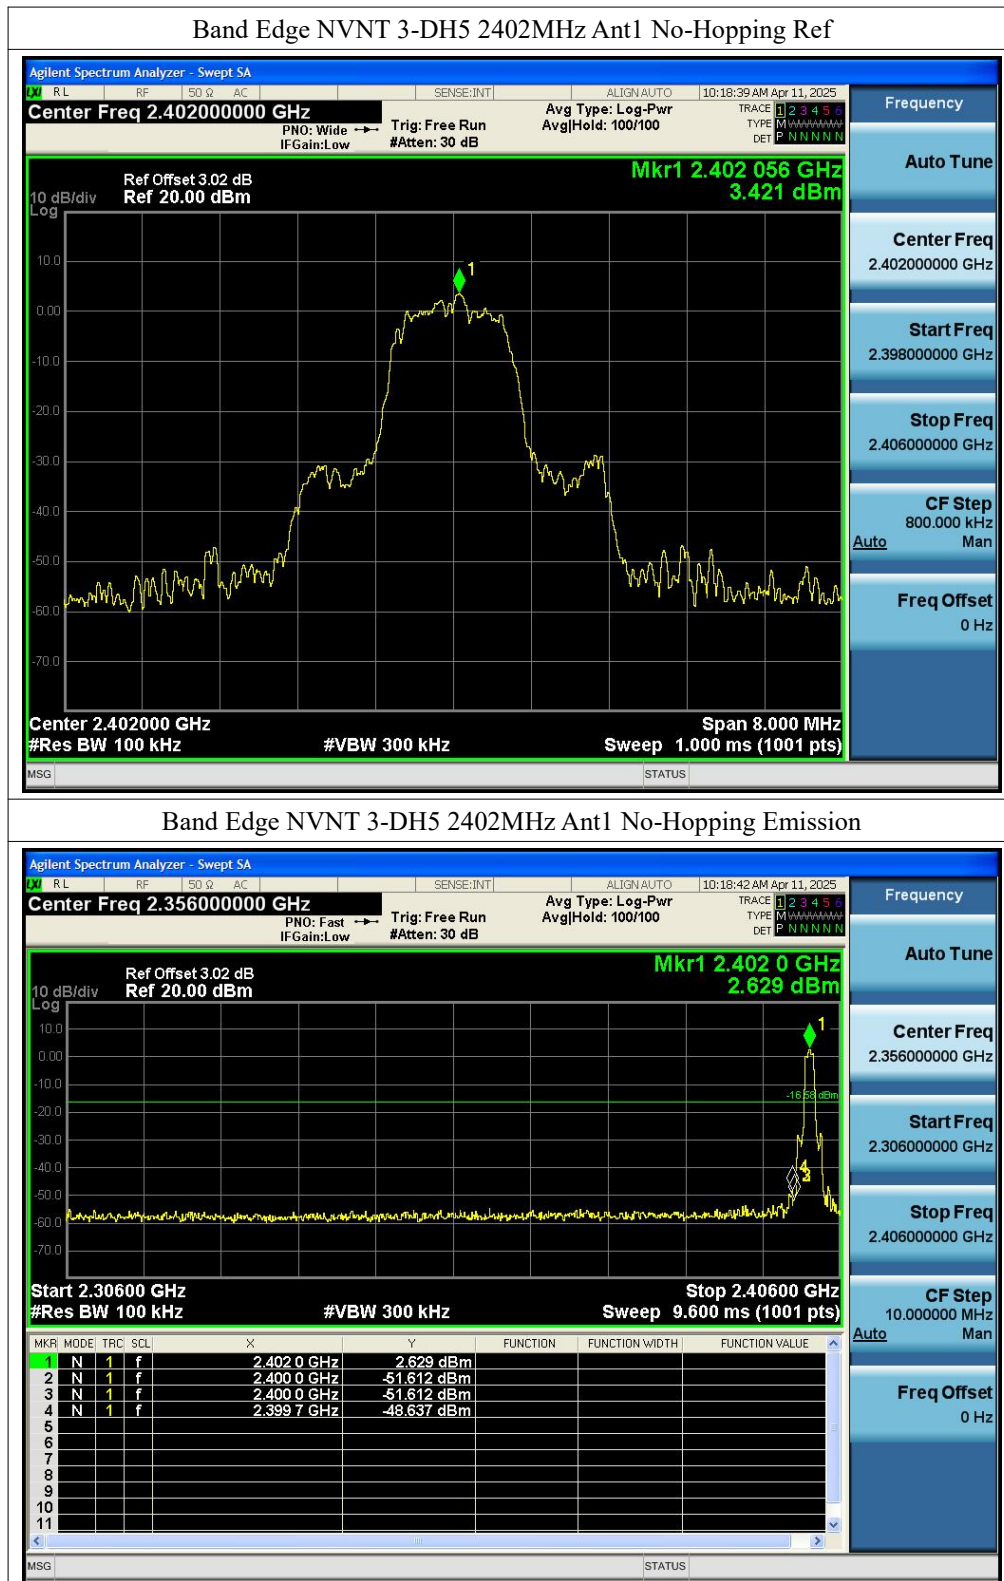 Band Edge NVNT 3-DH5 2402MHz Ant1 No-Hopping Ref
Agilent Spectrum Analyzer - Swept SA
LXI RL RF 50 Ω AC SENSE:INT ALIGN AUTO 10:18:39 AM Apr 11, 2025
Center Freq 2.402000000 GHz Avg Type: Log-Pwr TRACE 1 2 3 4 5 6
PNO: Wide Trig: Free Run Avg|Hold: 100/100 TYPE M
IFGain:Low #Atten: 30 dB DET P N N N N N
Mkr1 2.402 056 GHz
3.421 dBm
Ref Offset 3.02 dB
10 dB/div Ref 20.00 dBm
Log
10.0
0.00
-10.0
-20.0
-30.0
-40.0
-50.0
-60.0
-70.0
1
Center 2.402000 GHz Span 8.000 MHz
#Res BW 100 kHz #VBW 300 kHz Sweep 1.000 ms (1001 pts)
MSG STATUS
Frequency
Auto Tune
Center Freq
2.402000000 GHz
Start Freq
2.398000000 GHz
Stop Freq
2.406000000 GHz
CF Step
800.000 kHz
Auto Man
Freq Offset
0 Hz
Band Edge NVNT 3-DH5 2402MHz Ant1 No-Hopping Emission
Agilent Spectrum Analyzer - Swept SA
LXI RL RF 50 Ω AC SENSE:INT ALIGN AUTO 10:18:42 AM Apr 11, 2025
Center Freq 2.356000000 GHz Avg Type: Log-Pwr TRACE 1 2 3 4 5 6
PNO: Fast Trig: Free Run Avg|Hold: 100/100 TYPE M
IFGain:Low #Atten: 30 dB DET P N N N N N
Mkr1 2.402 0 GHz
2.629 dBm
Ref Offset 3.02 dB
10 dB/div Ref 20.00 dBm
Log
10.0
0.00
-10.0
-20.0
-30.0
-40.0
-50.0
-60.0
-70.0
1
-16.58 dBm
4
Start 2.30600 GHz Stop 2.40600 GHz
#Res BW 100 kHz #VBW 300 kHz Sweep 9.600 ms (1001 pts)
MKR MODE TRC SCL X Y FUNCTION FUNCTION WIDTH FUNCTION VALUE
1 N 1 f 2.402 0 GHz 2.629 dBm
2 N 1 f 2.400 0 GHz -51.612 dBm
3 N 1 f 2.400 0 GHz -51.612 dBm
4 N 1 f 2.399 7 GHz -48.637 dBm
5
6
7
8
9
10
11
MSG STATUS
Frequency
Auto Tune
Center Freq
2.356000000 GHz
Start Freq
2.306000000 GHz
Stop Freq
2.406000000 GHz
CF Step
10.000000 MHz
Auto Man
Freq Offset
0 Hz